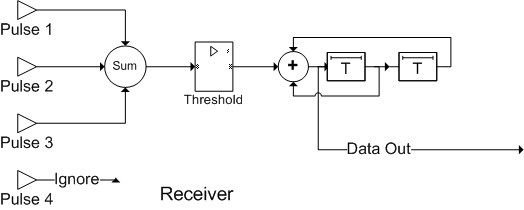 Pulse 1
Pulse 2
Sum
+
T
T
Threshold
Pulse 3
Data Out
Pulse 4
Ignore
Receiver